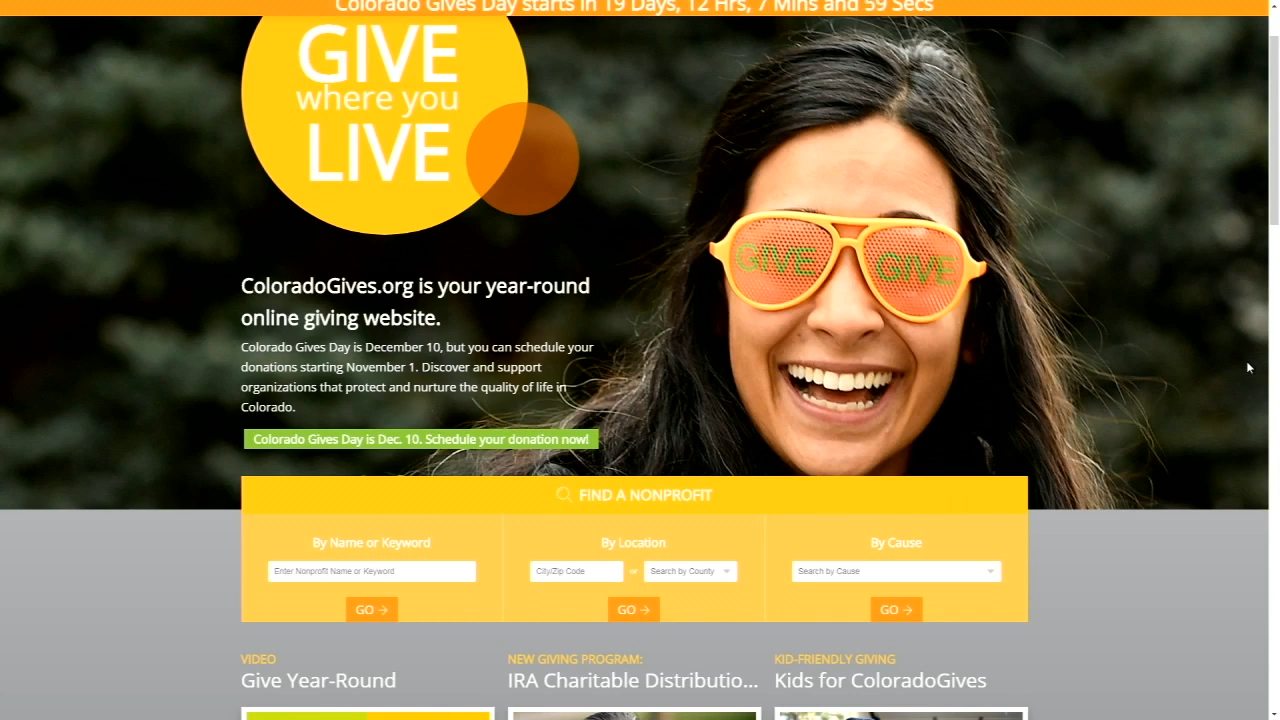 Colorado Gives Day starts in 19 Days, 12 Hrs, 7 Mins and 59 Secs
GIVE
where you
LIVE
GIVE GIVE
ColoradoGives.org is your year-round
online giving website.
Colorado Gives Day is December 10, but you can schedule your
donations starting November 1. Discover and support
organizations that protect and nurture the quality of life in
Colorado.
Colorado Gives Day is Dec. 10. Schedule your donation now!
FIND A NONPROFIT
By Name or Keyword
Enter Nonprofit Name or Keyword
GO
By Location
City/Zip Code or Search by County
GO
By Cause
Search by Cause
GO
VIDEO
Give Year-Round
NEW GIVING PROGRAM:
IRA Charitable Distributio...
KID-FRIENDLY GIVING
Kids for ColoradoGives